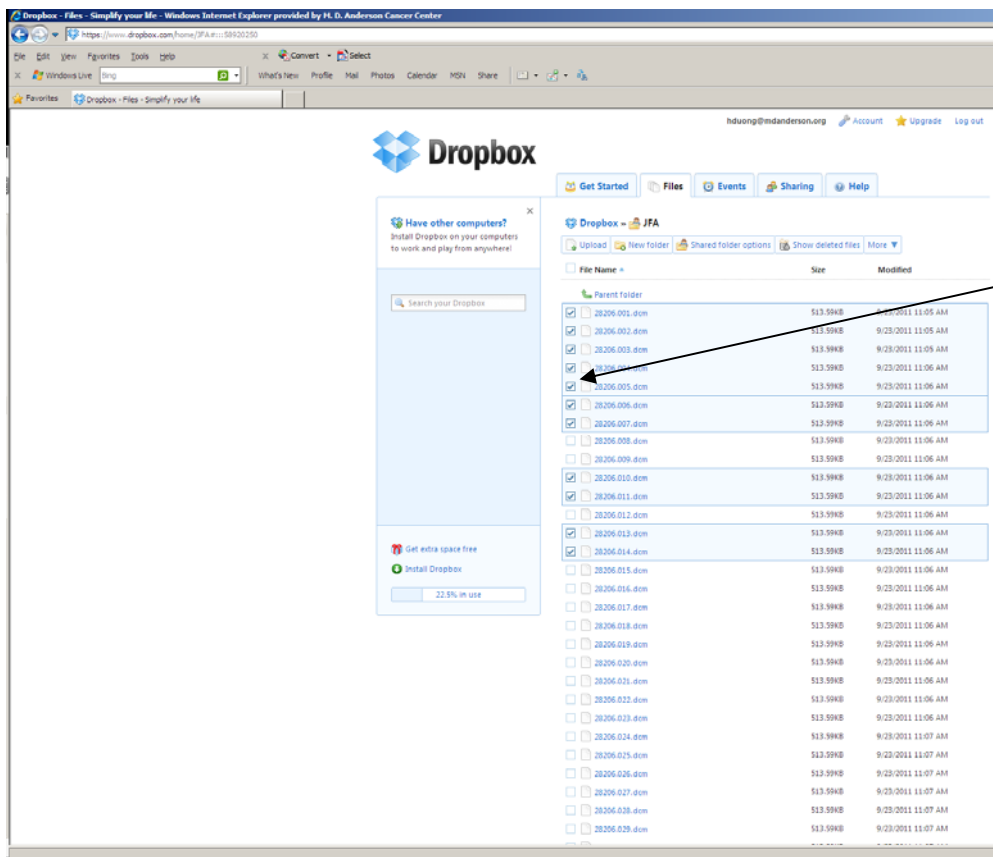 Dropbox - Files - Simplify your life - Windows Internet Explorer provided by M. D. Anderson Cancer Center
https://www.dropbox.com/home/JFA#:::58920250
File Edit View Favorites Tools Help x Convert Select
X Windows Live Bing What's New Profile Mail Photos Calendar MSN Share
Favorites Dropbox - Files - Simplify your life
hduong@mdanderson.org Account Upgrade Log out
Dropbox
Get Started Files Events Sharing Help
Have other computers?
Install Dropbox on your computers
to work and play from anywhere!
Search your Dropbox
Get extra space free
Install Dropbox
22.5% in use
Dropbox - JFA
Upload New folder Shared folder options Show deleted files More ▼
File Name Size Modified
Parent folder
28206.001.dcm 513.59KB 9/23/2011 11:05 AM
28206.002.dcm 513.59KB 9/23/2011 11:05 AM
28206.003.dcm 513.59KB 9/23/2011 11:05 AM
28206.004.dcm 513.59KB 9/23/2011 11:06 AM
28206.005.dcm 513.59KB 9/23/2011 11:06 AM
28206.006.dcm 513.59KB 9/23/2011 11:06 AM
28206.007.dcm 513.59KB 9/23/2011 11:06 AM
28206.008.dcm 513.59KB 9/23/2011 11:06 AM
28206.009.dcm 513.59KB 9/23/2011 11:06 AM
28206.010.dcm 513.59KB 9/23/2011 11:06 AM
28206.011.dcm 513.59KB 9/23/2011 11:06 AM
28206.012.dcm 513.59KB 9/23/2011 11:06 AM
28206.013.dcm 513.59KB 9/23/2011 11:06 AM
28206.014.dcm 513.59KB 9/23/2011 11:06 AM
28206.015.dcm 513.59KB 9/23/2011 11:06 AM
28206.016.dcm 513.59KB 9/23/2011 11:06 AM
28206.017.dcm 513.59KB 9/23/2011 11:06 AM
28206.018.dcm 513.59KB 9/23/2011 11:06 AM
28206.019.dcm 513.59KB 9/23/2011 11:06 AM
28206.020.dcm 513.59KB 9/23/2011 11:06 AM
28206.021.dcm 513.59KB 9/23/2011 11:06 AM
28206.022.dcm 513.59KB 9/23/2011 11:06 AM
28206.023.dcm 513.59KB 9/23/2011 11:06 AM
28206.024.dcm 513.59KB 9/23/2011 11:07 AM
28206.025.dcm 513.59KB 9/23/2011 11:07 AM
28206.026.dcm 513.59KB 9/23/2011 11:07 AM
28206.027.dcm 513.59KB 9/23/2011 11:07 AM
28206.028.dcm 513.59KB 9/23/2011 11:07 AM
28206.029.dcm 513.59KB 9/23/2011 11:07 AM